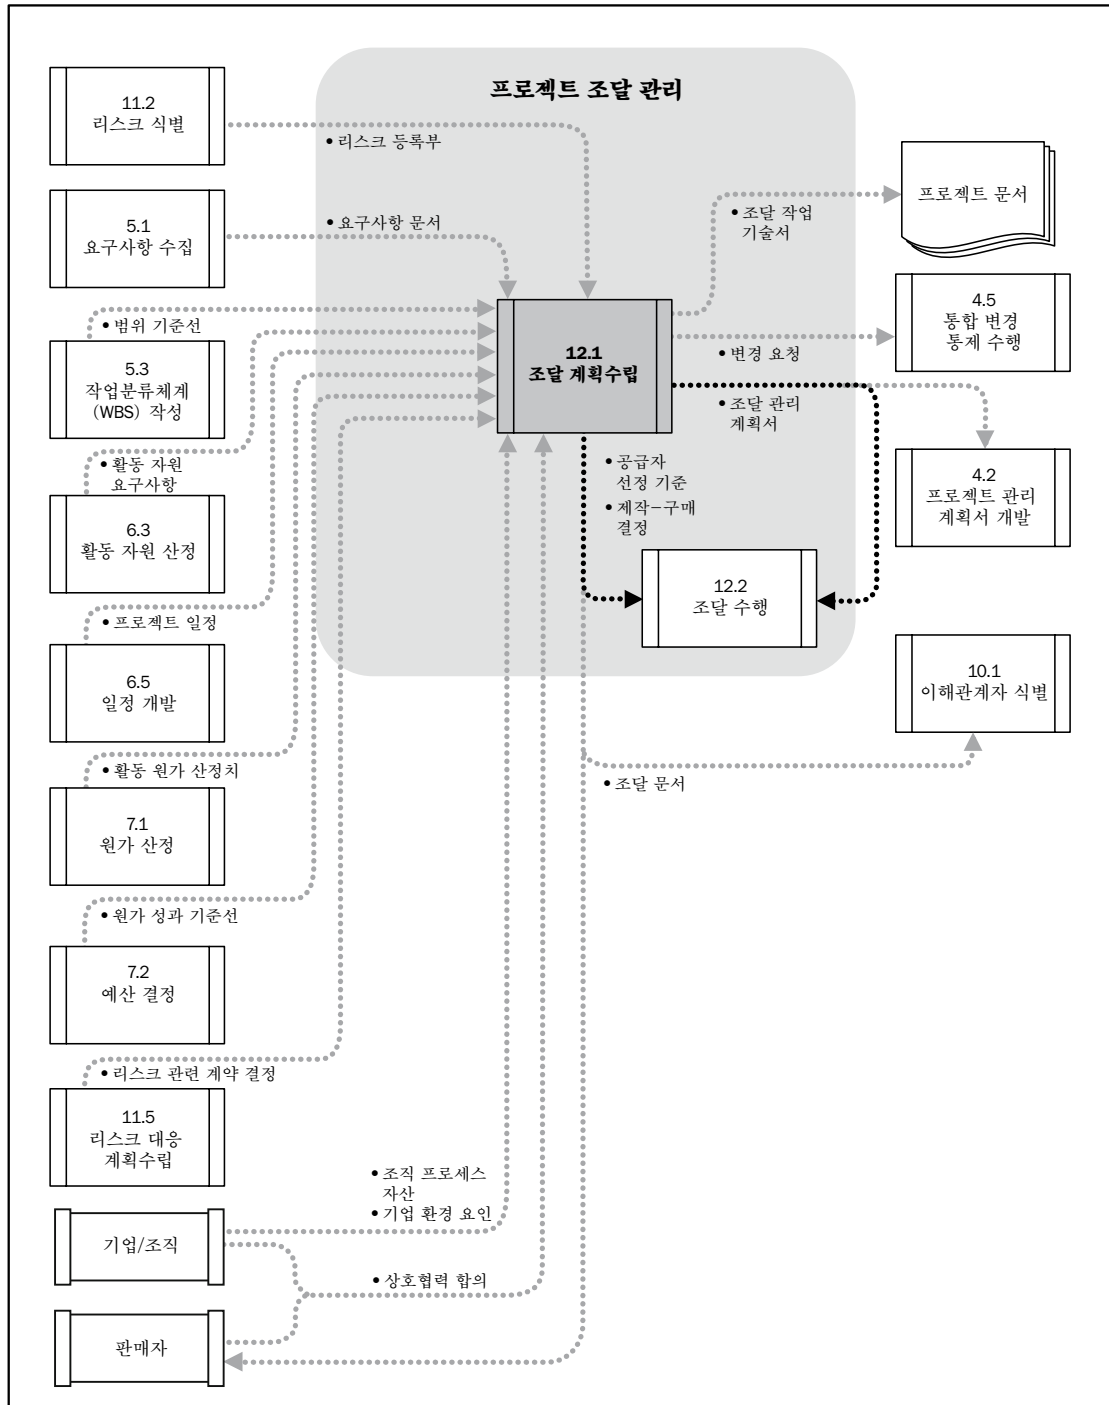 프로젝트 조달 관리
11.2
리스크 식별
• 리스크 등록부
5.1
요구사항 수집
• 요구사항 문서
• 범위 기준선
5.3
작업분류체계
(WBS) 작성
• 활동 자원
요구사항
6.3
활동 자원 산정
• 프로젝트 일정
6.5
일정 개발
• 활동 원가 산정치
7.1
원가 산정
• 원가 성과 기준선
7.2
예산 결정
• 리스크 관련 계약 결정
11.5
리스크 대응
계획수립
• 조직 프로세스
자산
• 기업 환경 요인
기업/조직
• 상호협력 합의
판매자
12.1
조달 계획수립
• 조달 작업
기술서
프로젝트 문서
• 변경 요청
4.5
통합 변경
통제 수행
• 조달 관리
계획서
4.2
프로젝트 관리
계획서 개발
• 공급자
선정 기준
• 제작-구매
결정
12.2
조달 수행
10.1
이해관계자 식별
• 조달 문서